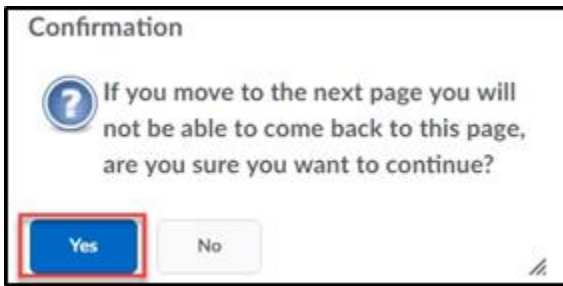 Confirmation
If you move to the next page you will
not be able to come back to this page,
are you sure you want to continue?
Yes No